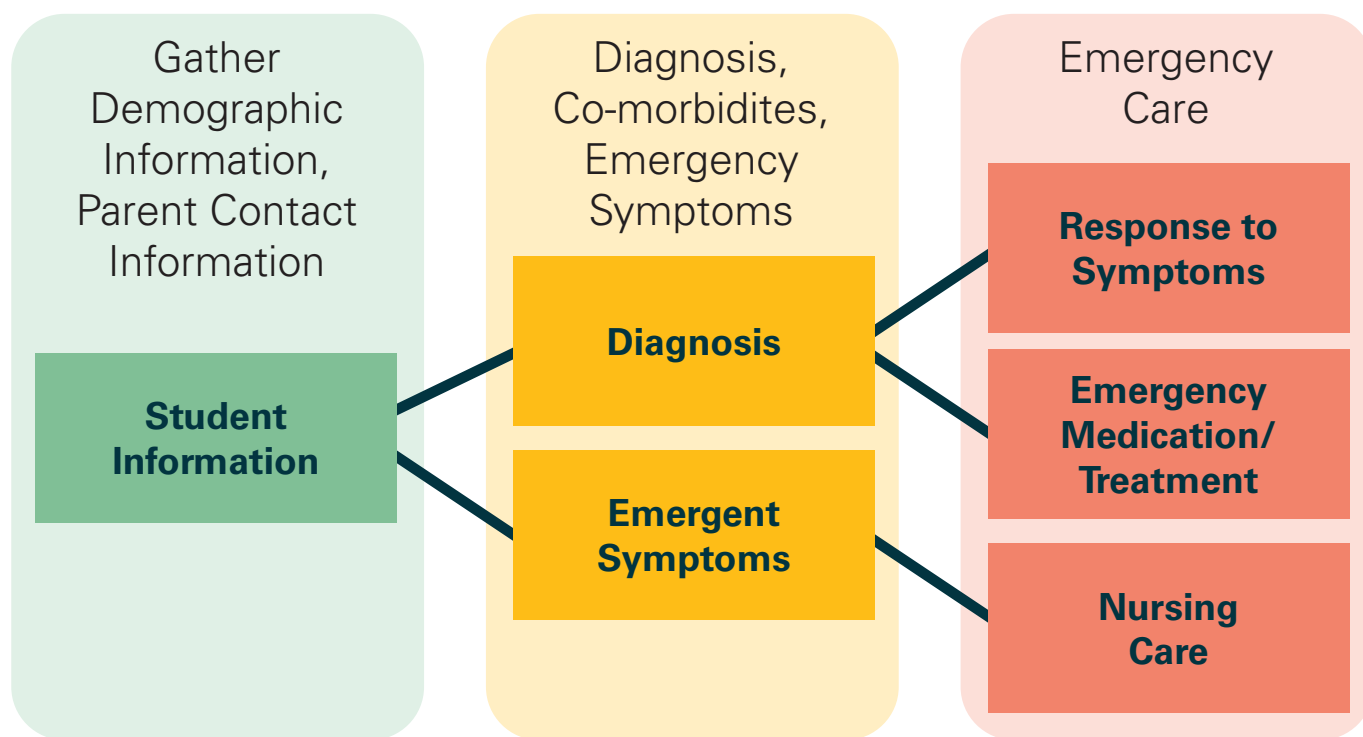 Gather
Demographic
Information,
Parent Contact
Information
Student
Information
Diagnosis,
Co-morbidites,
Emergency
Symptoms
Diagnosis
Emergent
Symptoms
Emergency
Care
Response to
Symptoms
Emergency
Medication/
Treatment
Nursing
Care